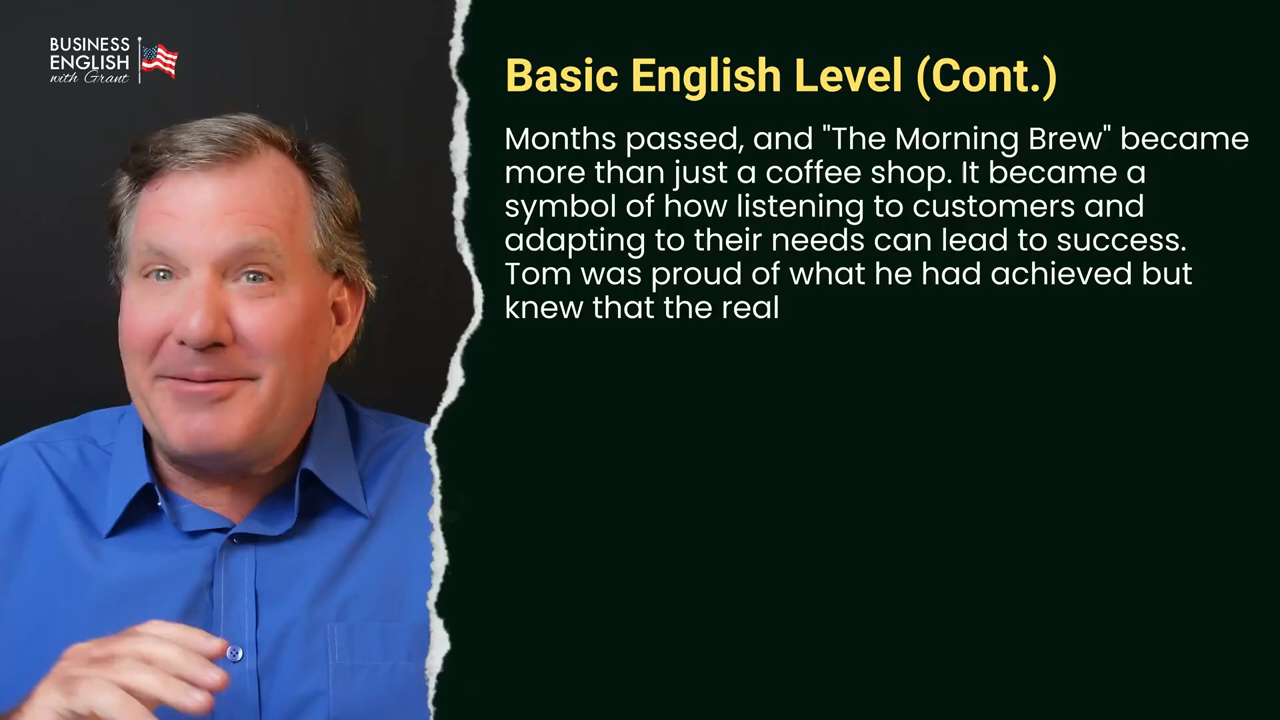 BUSINESS
ENGLISH
with Grant
Basic English Level (Cont.)
Months passed, and "The Morning Brew" became
more than just a coffee shop. It became a
symbol of how listening to customers and
adapting to their needs can lead to success.
Tom was proud of what he had achieved but
knew that the real